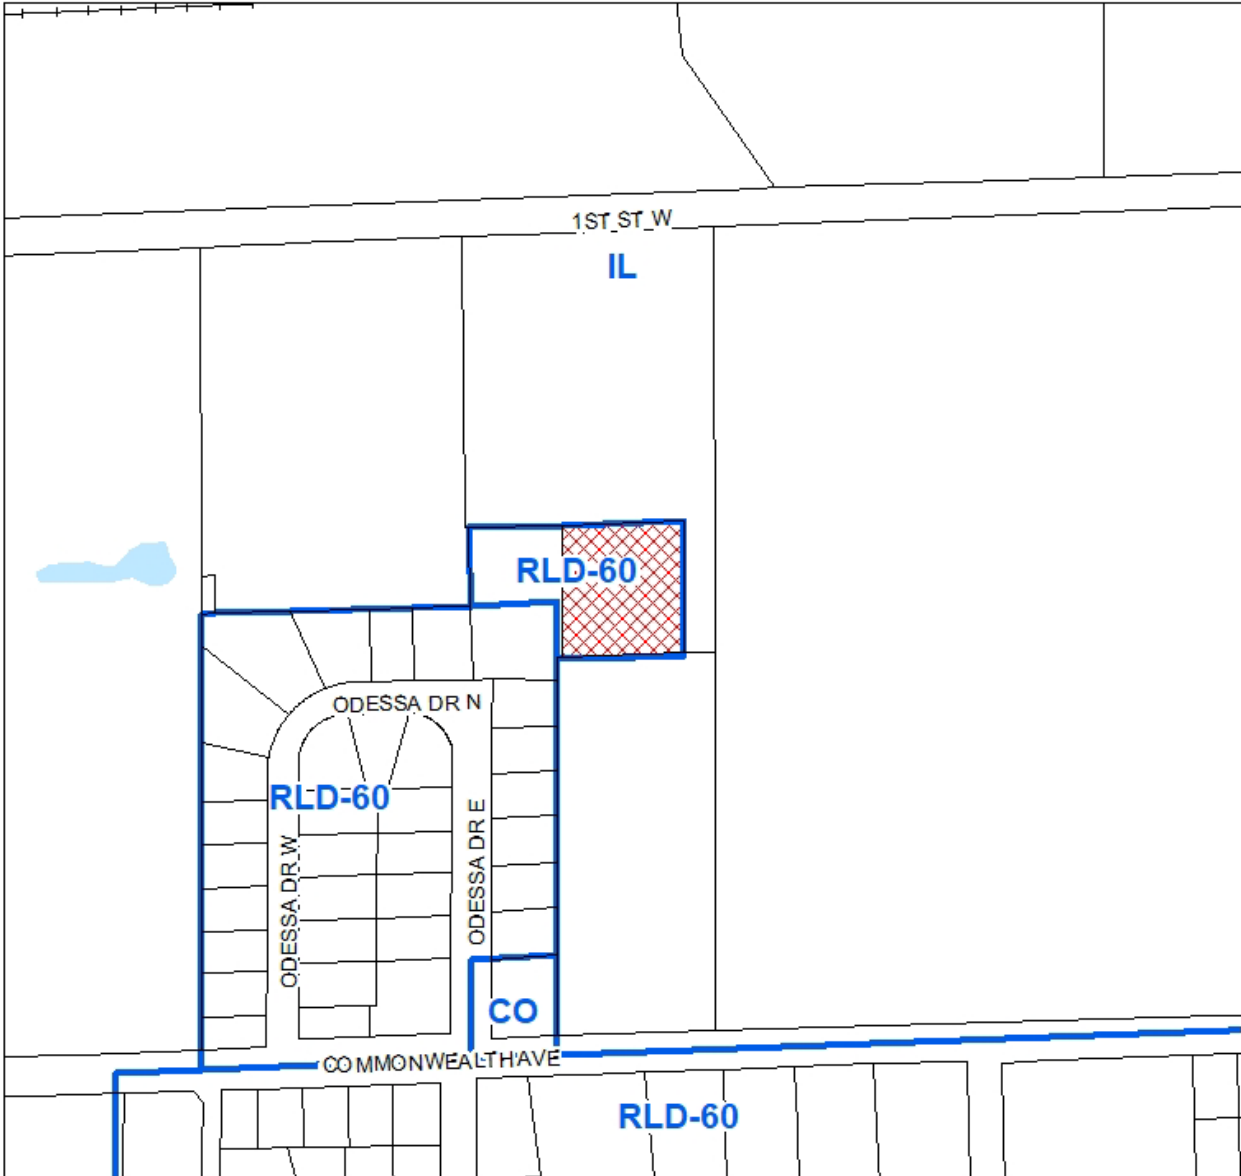 1ST ST W
IL
RLD-60
ODESSA DR N
RLD-60
ODESSA DR W
ODESSA DR E
CO
COMMONWEALTH AVE
RLD-60